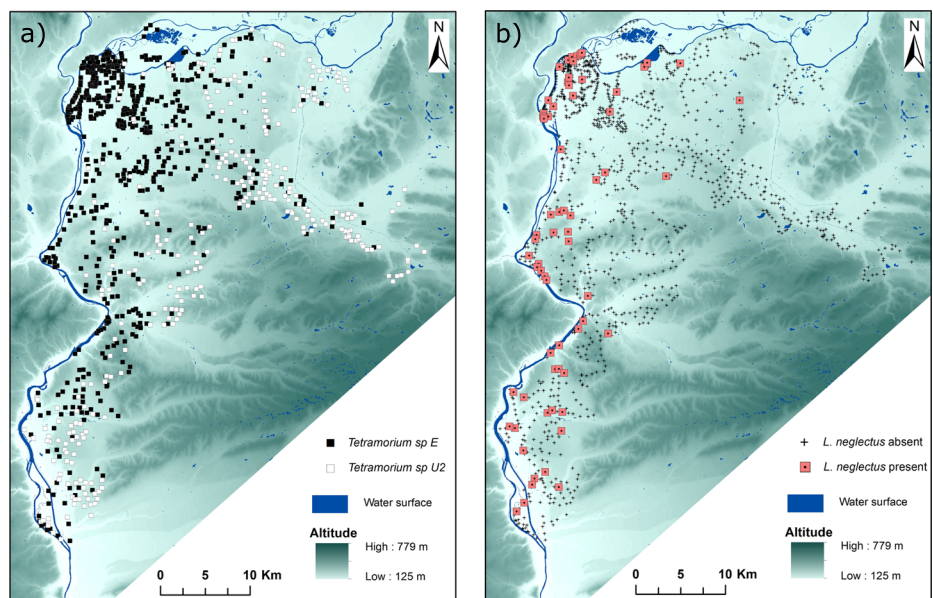 a)
N
Tetramorium sp E
Tetramorium sp U2
Water surface
Altitude
High : 779 m
Low : 125 m
0 5 10 Km
b)
N
L. neglectus absent
L. neglectus present
Water surface
Altitude
High : 779 m
Low : 125 m
0 5 10 Km